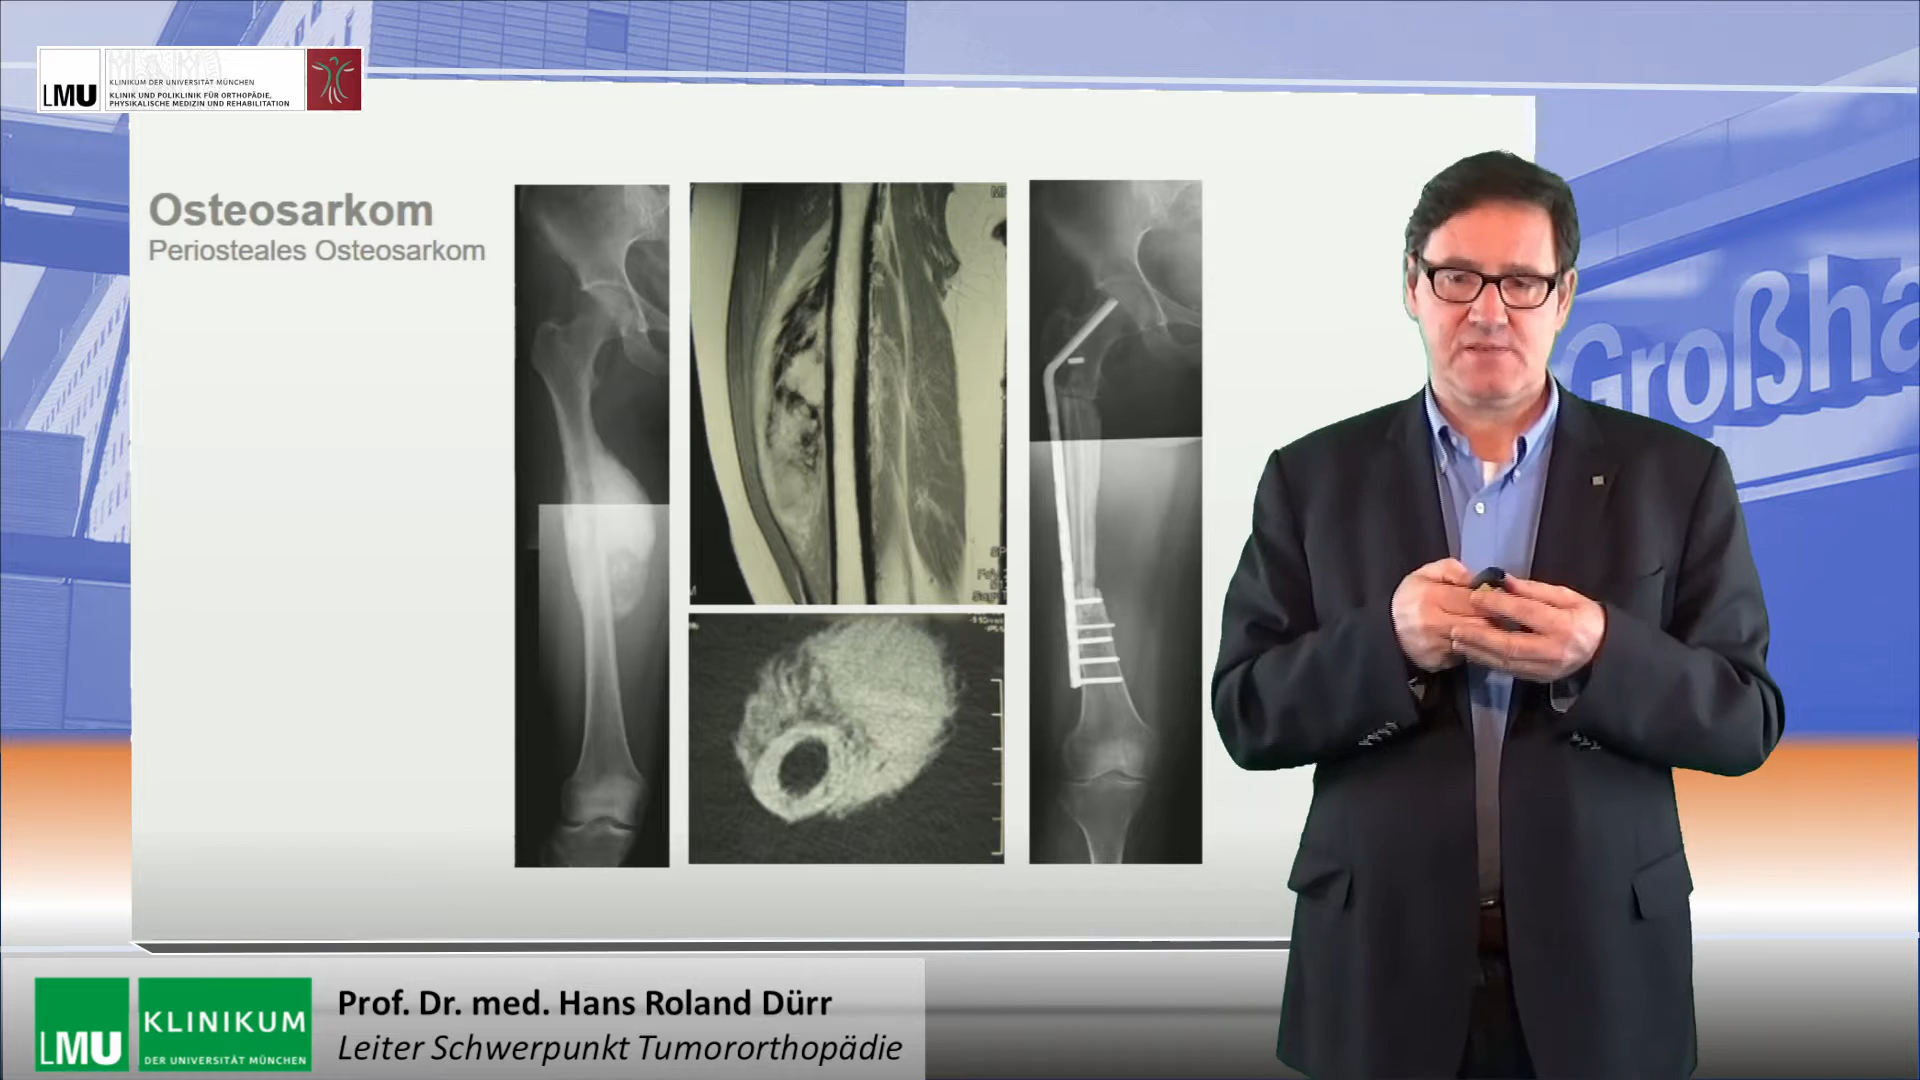 LMU
KLINIKUM DER UNIVERSITÄT MÜNCHEN
KLINIK UND POLIKLINIK FÜR ORTHOPÄDIE,
PHYSIKALISCHE MEDIZIN UND REHABILITATION
Osteosarkom
Periosteales Osteosarkom
Großha
LMU
KLINIKUM
DER UNIVERSITÄT MÜNCHEN
Prof. Dr. med. Hans Roland Dürr
Leiter Schwerpunkt Tumororthopädie